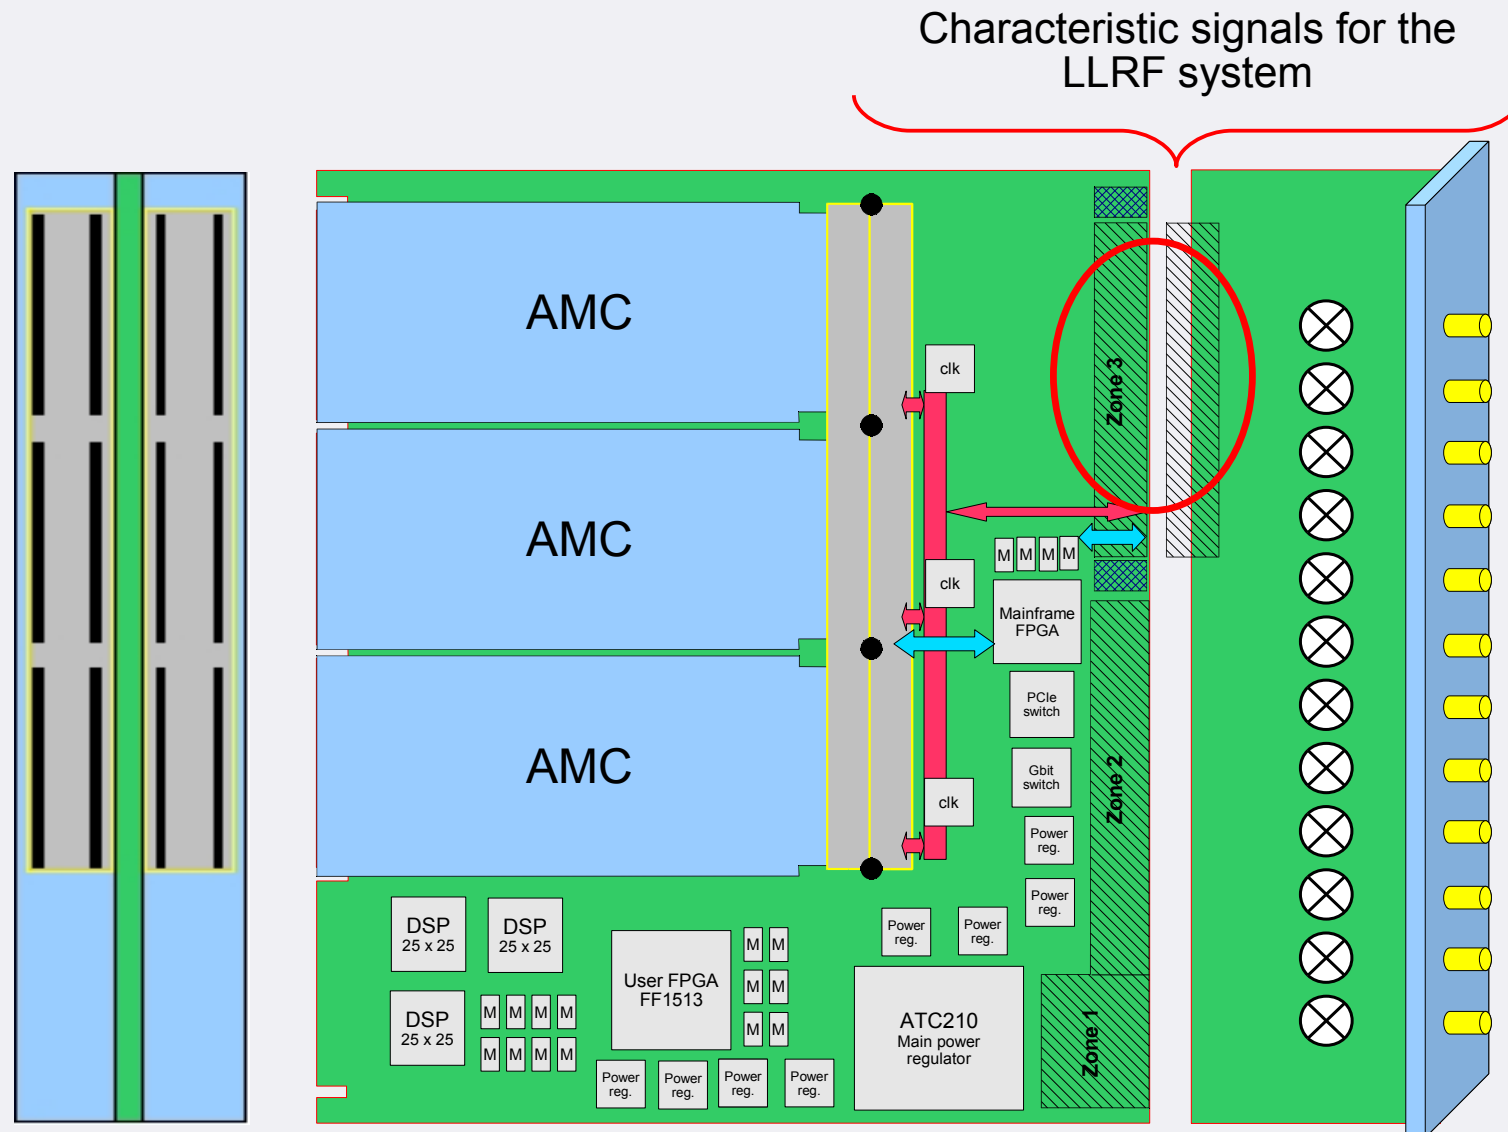 Characteristic signals for the
LLRF system
AMC
clk
Zone 3
AMC
clk
M M M M
Mainframe
FPGA
PCIe
switch
AMC
clk
Gbit
switch
Zone 2
Power
reg.
Power
reg.
DSP
25 x 25
DSP
25 x 25
DSP
25 x 25
M M M M
M M M M
User FPGA
FF1513
M M
M M
M M
Power
reg.
Power
reg.
Power
reg.
Power
reg.
Power
reg.
Power
reg.
ATC210
Main power
regulator
Zone 1